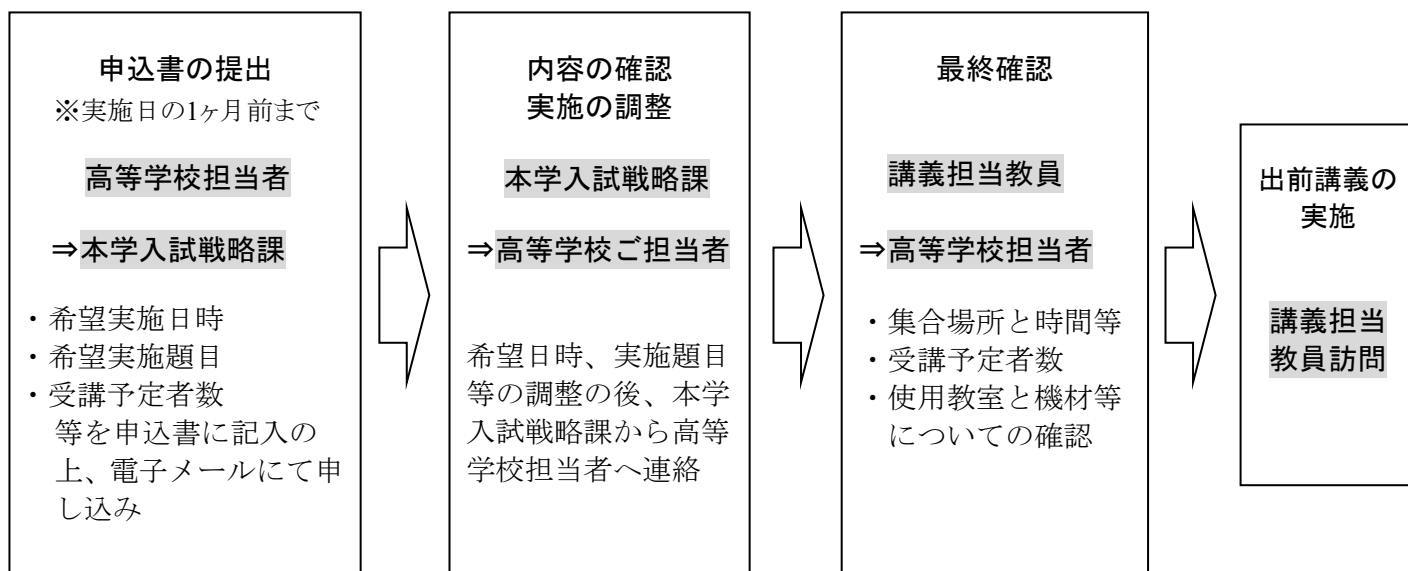 申込書の提出
※実施日の1ヶ月前まで
高等学校担当者
⇒本学入試戦略課
・希望実施日時
・希望実施題目
・受講予定者数
等を申込書に記入の
上、電子メールにて申
し込み
内容の確認
実施の調整
本学入試戦略課
⇒高等学校ご担当者
希望日時、実施題目
等の調整の後、本学
入試戦略課から高等
学校担当者へ連絡
最終確認
講義担当教員
⇒高等学校担当者
・集合場所と時間等
・受講予定者数
・使用教室と機材等
についての確認
出前講義の
実施
講義担当
教員訪問